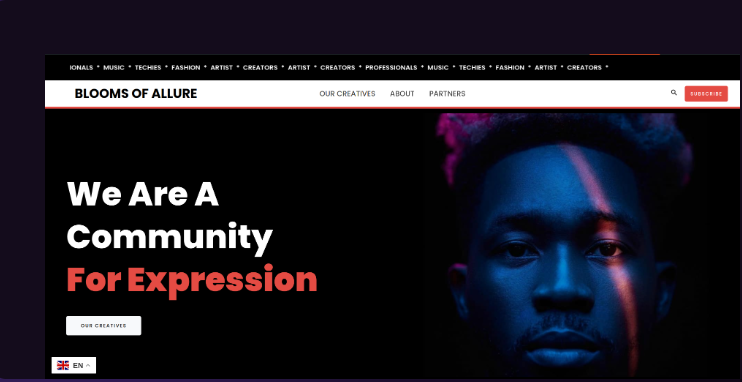 IONALS * MUSIC * TECHIES * FASHION * ARTIST * CREATORS * ARTIST * CREATORS * PROFESSIONALS * MUSIC * TECHIES * FASHION * ARTIST * CREATORS *
BLOOMS OF ALLURE OUR CREATIVES ABOUT PARTNERS SUBSCRIBE
We Are A
Community
For Expression
OUR CREATIVES
EN